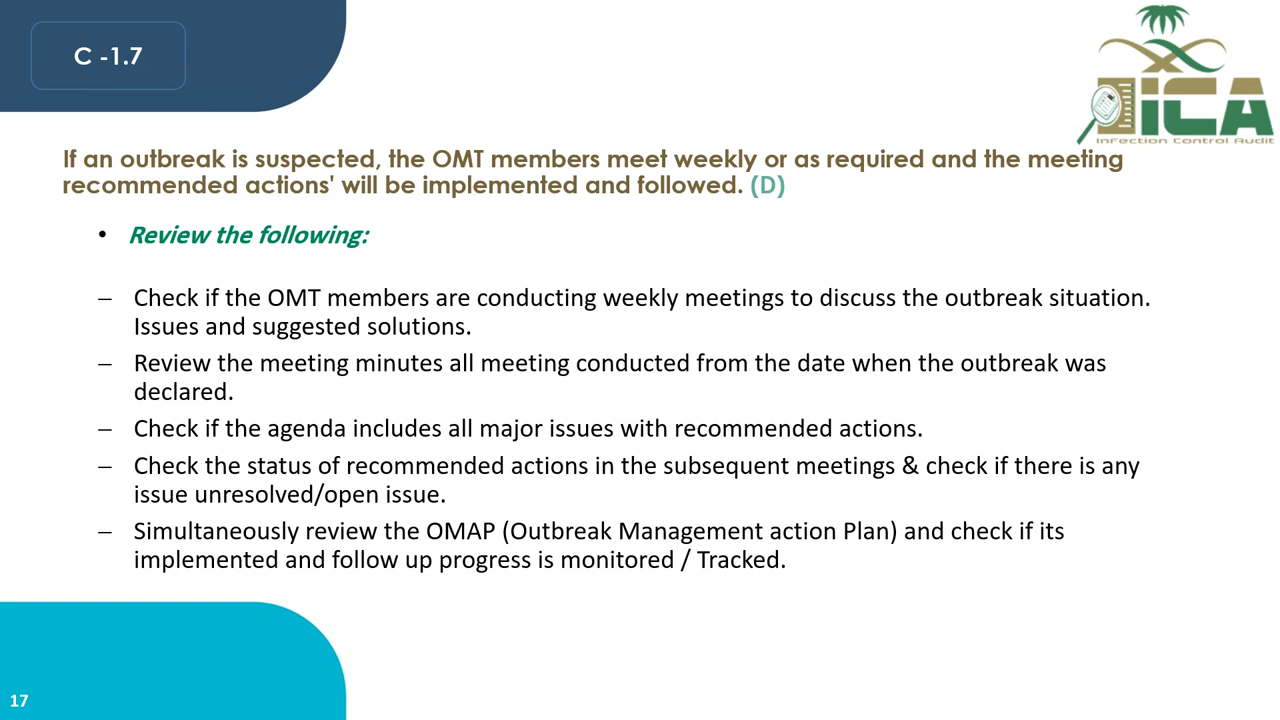 C -1.7
iCA
Infection Control Audit
If an outbreak is suspected, the OMT members meet weekly or as required and the meeting
recommended actions' will be implemented and followed. (D)
• Review the following:
– Check if the OMT members are conducting weekly meetings to discuss the outbreak situation.
Issues and suggested solutions.
– Review the meeting minutes all meeting conducted from the date when the outbreak was
declared.
– Check if the agenda includes all major issues with recommended actions.
– Check the status of recommended actions in the subsequent meetings & check if there is any
issue unresolved/open issue.
– Simultaneously review the OMAP (Outbreak Management action Plan) and check if its
implemented and follow up progress is monitored / Tracked.
17